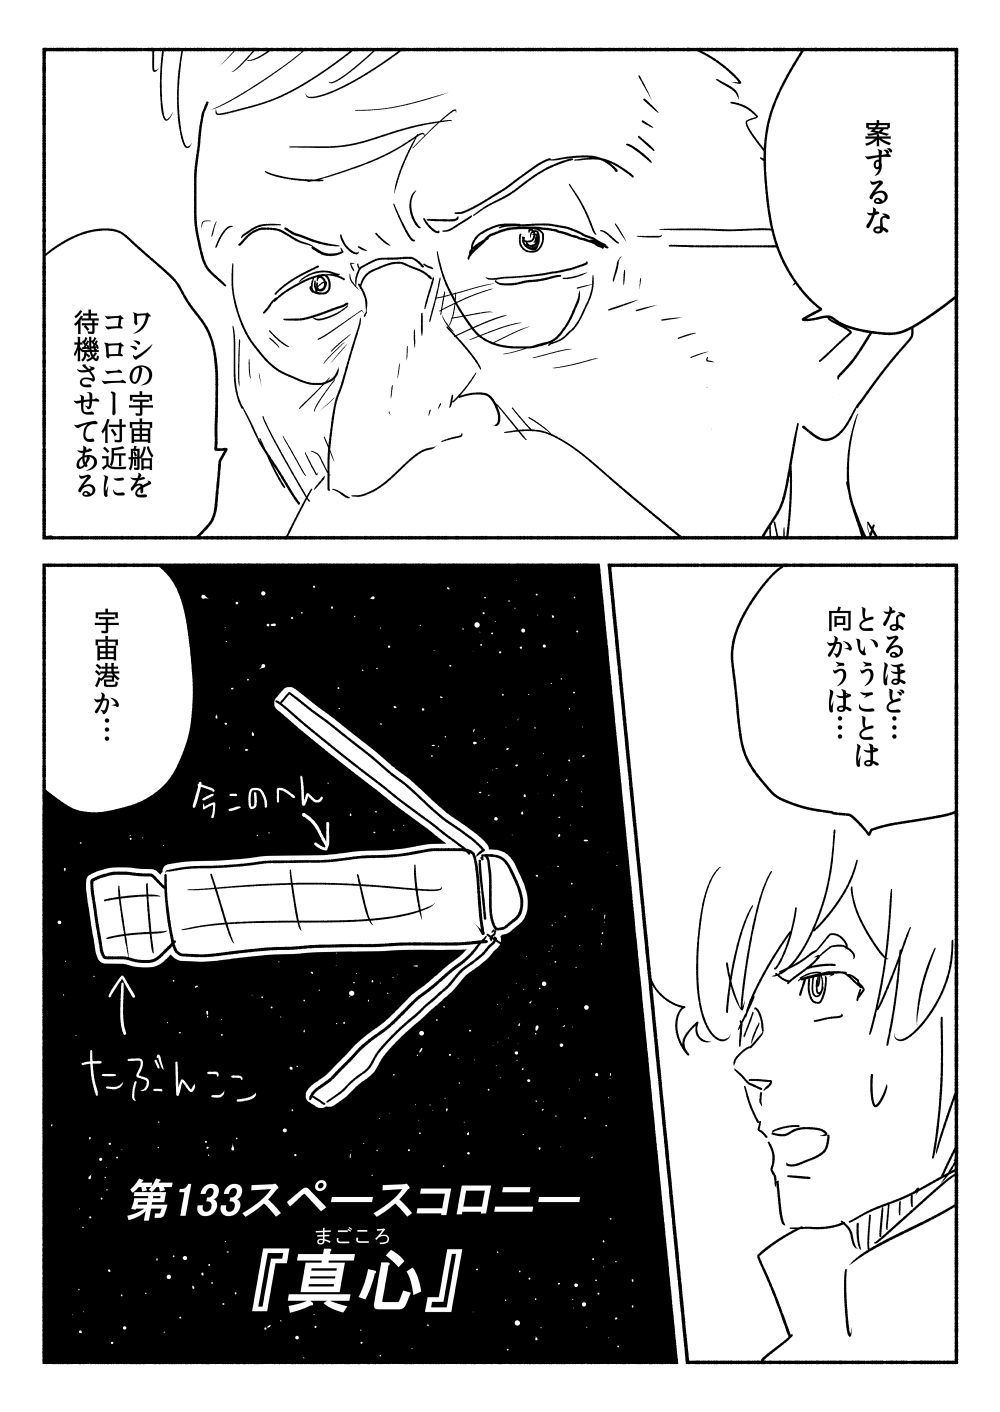 案ずるな
ワシの宇宙船を
コロニー付近に
待機させてある
なるほど…
ということは
向かうは…
宇宙港か…
今このへん
たぶんここ
第133スペースコロニー
まごころ
『真心』